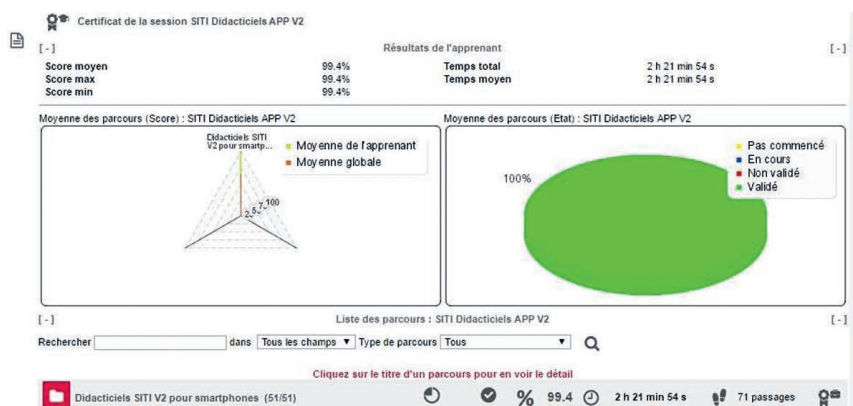 Certificat de la session SITI Didacticiels APP V2
[-] Résultats de l'apprenant [-]
Score moyen 99.4% Temps total 2 h 21 min 54 s
Score max 99.4% Temps moyen 2 h 21 min 54 s
Score min 99.4%
Moyenne des parcours (Score) : SITI Didacticiels APP V2
Didacticiels SITI
V2 pour smartp...
Moyenne de l'apprenant
Moyenne globale
100
Moyenne des parcours (Etat) : SITI Didacticiels APP V2
100%
Pas commencé
En cours
Non validé
Validé
[-] Liste des parcours : SITI Didacticiels APP V2 [-]
Rechercher dans Tous les champs Type de parcours Tous
Cliquez sur le titre d'un parcours pour en voir le détail
Didacticiels SITI V2 pour smartphones (51/51) % 99.4 2 h 21 min 54 s 71 passages